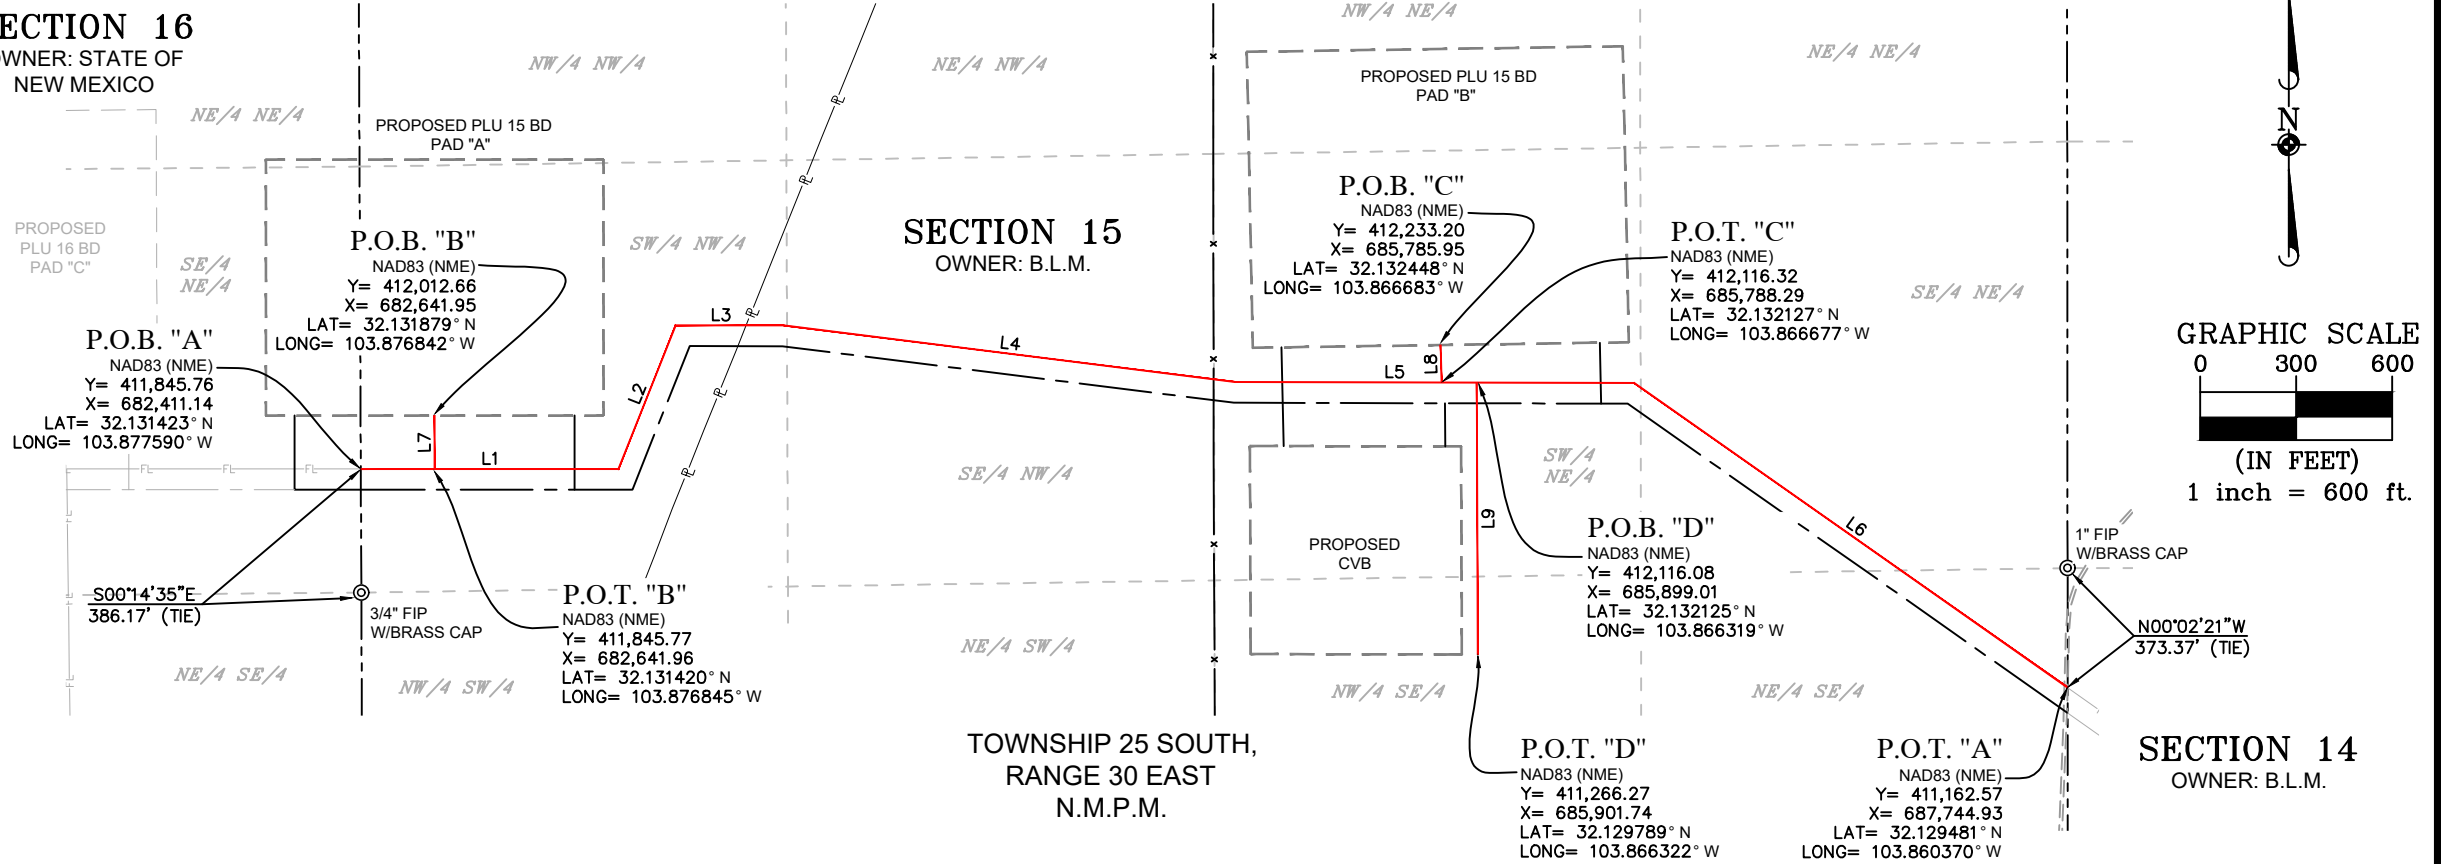 ECTION 16
OWNER: STATE OF
NEW MEXICO
NE/4 NE/4
NW/4 NW/4
NE/4 NW/4
NW/4 NE/4
NE/4 NE/4
PROPOSED PLU 15 BD
PAD "A"
PROPOSED PLU 15 BD
PAD "B"
PROPOSED
PLU 16 BD
PAD "C"
SE/4
NE/4
SW/4 NW/4
SECTION 15
OWNER: B.L.M.
SE/4 NE/4
N
P.O.B. "B"
NAD83 (NME)
Y= 412,012.66
X= 682,641.95
LAT= 32.131879° N
LONG= 103.876842° W
P.O.B. "C"
NAD83 (NME)
Y= 412,233.20
X= 685,785.95
LAT= 32.132448° N
LONG= 103.866683° W
P.O.T. "C"
NAD83 (NME)
Y= 412,116.32
X= 685,788.29
LAT= 32.132127° N
LONG= 103.866677° W
P.O.B. "A"
NAD83 (NME)
Y= 411,845.76
X= 682,411.14
LAT= 32.131423° N
LONG= 103.877590° W
GRAPHIC SCALE
0 300 600
(IN FEET)
1 inch = 600 ft.
L1
L2
L3
L4
L5
L6
L7
L8
L9
PL
PL
PL
PL
PL
FL
FL
FL
FL
FL
FL
SE/4 NW/4
SW/4
NE/4
PROPOSED
CVB
P.O.B. "D"
NAD83 (NME)
Y= 412,116.08
X= 685,899.01
LAT= 32.132125° N
LONG= 103.866319° W
1" FIP
W/BRASS CAP
S00°14'35"E
386.17' (TIE)
3/4" FIP
W/BRASS CAP
P.O.T. "B"
NAD83 (NME)
Y= 411,845.77
X= 682,641.96
LAT= 32.131420° N
LONG= 103.876845° W
N00°02'21"W
373.37' (TIE)
NE/4 SE/4
NW/4 SW/4
NE/4 SW/4
NW/4 SE/4
NE/4 SE/4
TOWNSHIP 25 SOUTH,
RANGE 30 EAST
N.M.P.M.
P.O.T. "D"
NAD83 (NME)
Y= 411,266.27
X= 685,901.74
LAT= 32.129789° N
LONG= 103.866322° W
P.O.T. "A"
NAD83 (NME)
Y= 411,162.57
X= 687,744.93
LAT= 32.129481° N
LONG= 103.860370° W
SECTION 14
OWNER: B.L.M.